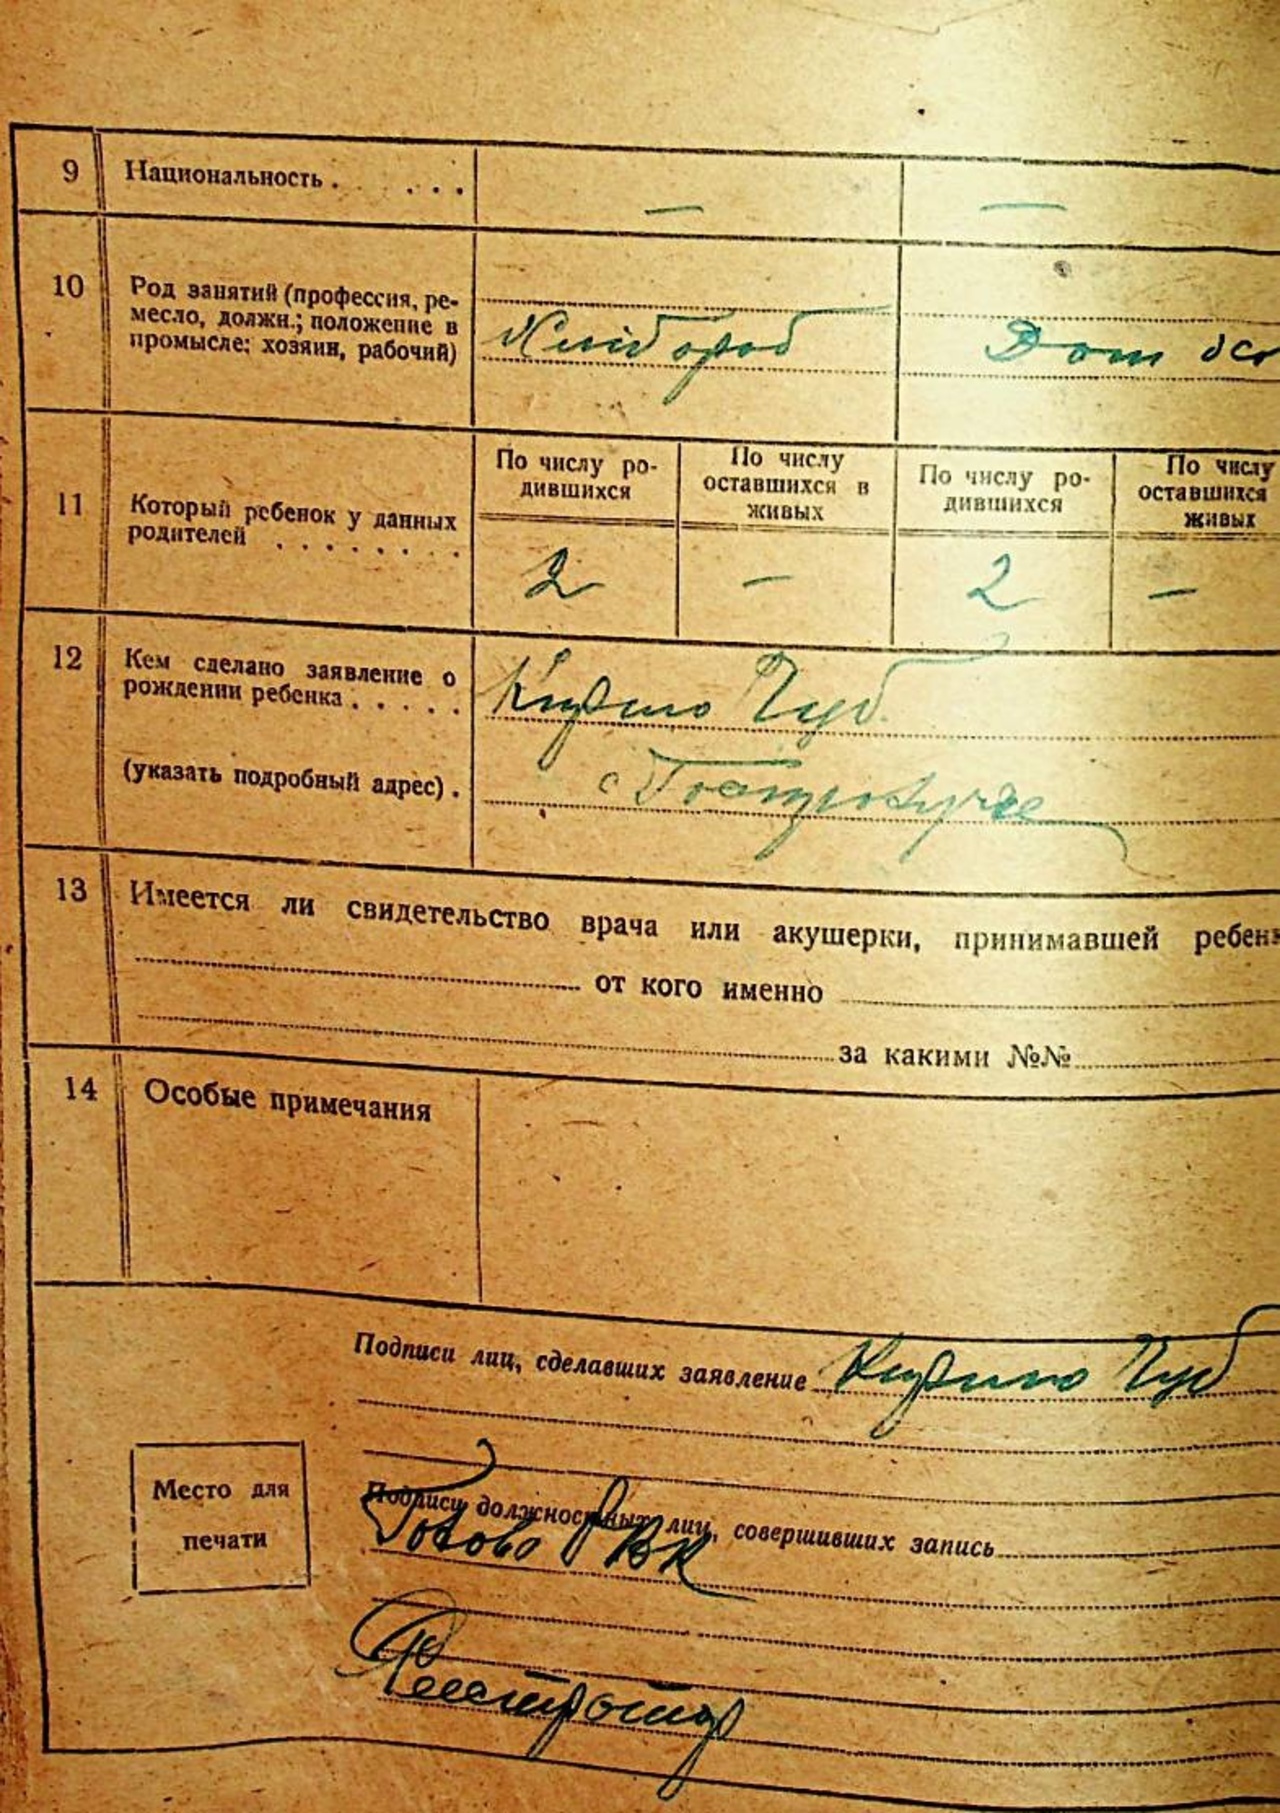 9 Национальность . . . .
— —
10 Род занятий (профессия, ре-
месло, должн.; положение в
промысле; хозяин, рабочий)
Хлібороб Дом
11 Который ребенок у данных
родителей . . . . . . . .
По числу ро-
дившихся
По числу
оставшихся в
живых
По числу ро-
дившихся
По числу
оставшихся
живых
2 — 2 —
12 Кем сделано заявление о
рождении ребенка . . . . .
Кирило Чуб
(указать подробный адрес) .
с
13 Имеется ли свидетельство врача или акушерки, принимавшей ребенк
от кого именно
за какими №№
14 Особые примечания
Подписи лиц, сделавших заявление Кирило Чуб
Место для
печати
Подписи должностных лиц, совершивших запись
Голова РВК
Реєстратор